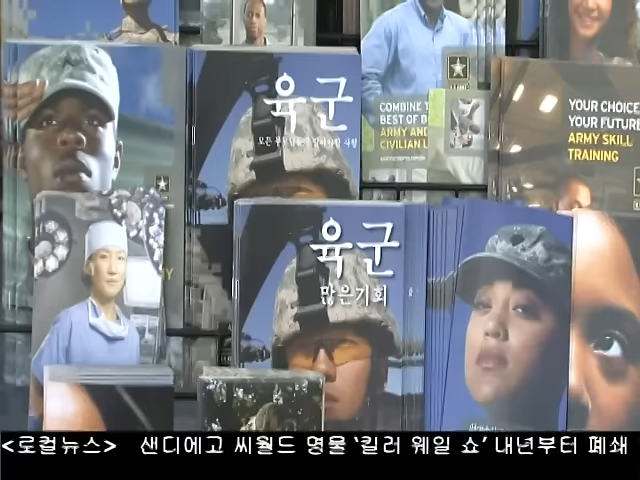 육군
COMBINE T
BEST OF B
ARMY AND
CIVILIAN L
YOUR CHOICE
YOUR FUTUR
ARMY SKILL
TRAINING
육군
많은기회
<로컬뉴스> 샌디에고 씨월드 명물 '킬러 웨일 쇼' 내년부터 폐쇄